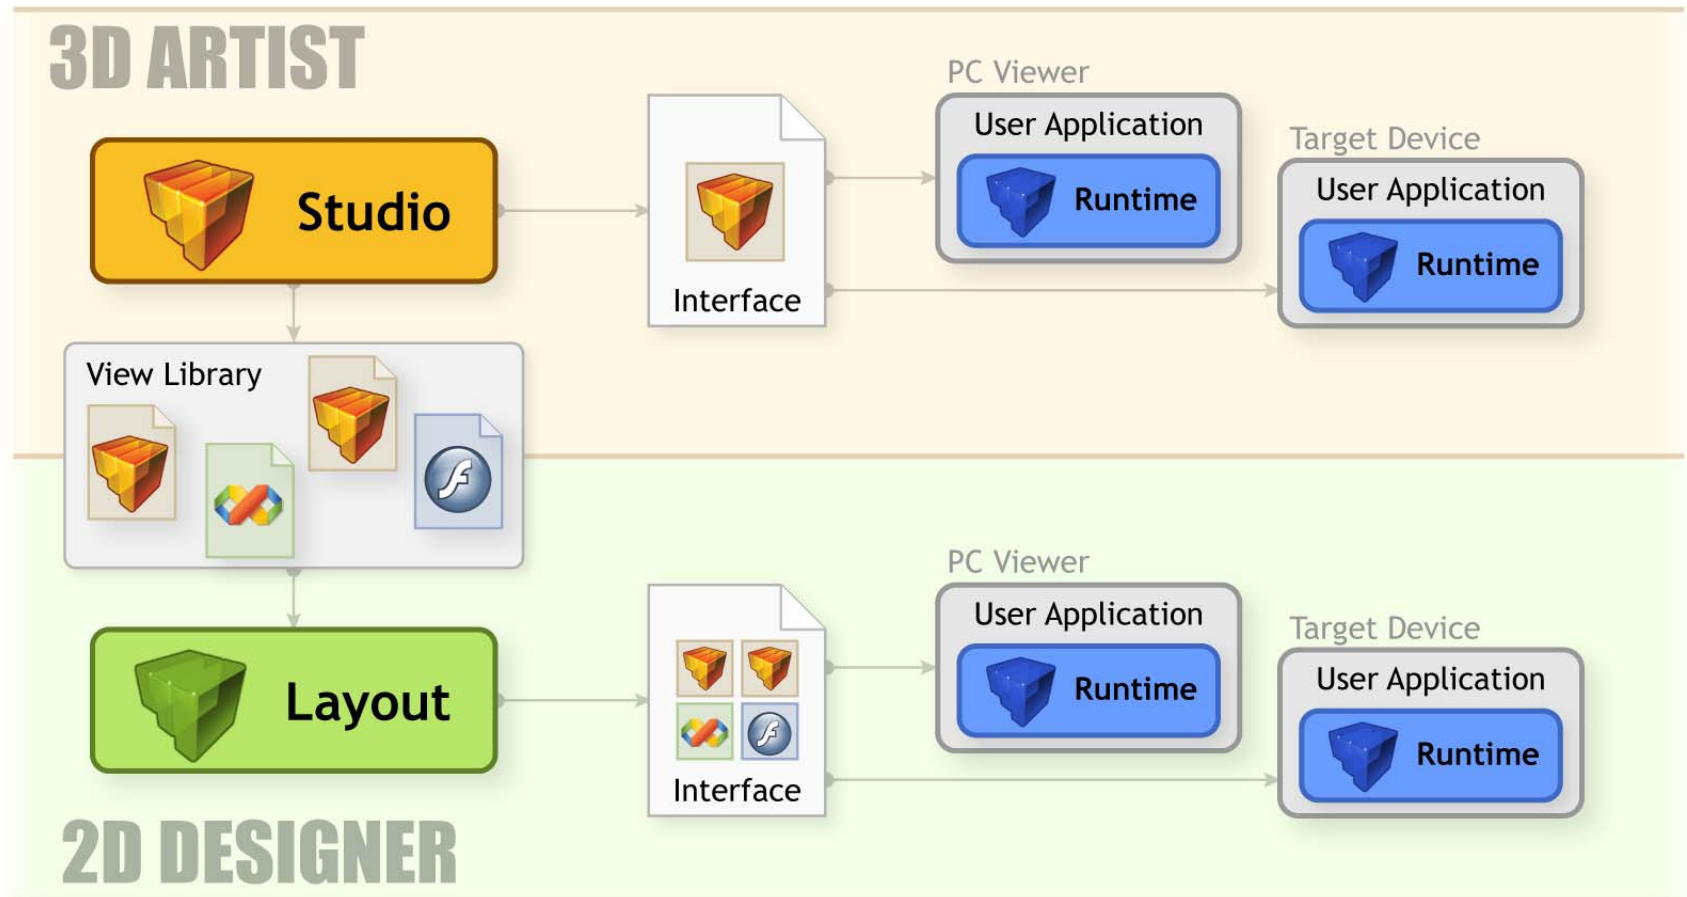 3D ARTIST
PC Viewer
User Application
Runtime
Target Device
User Application
Runtime
Studio
Interface
View Library
PC Viewer
User Application
Runtime
Target Device
User Application
Runtime
Layout
Interface
2D DESIGNER